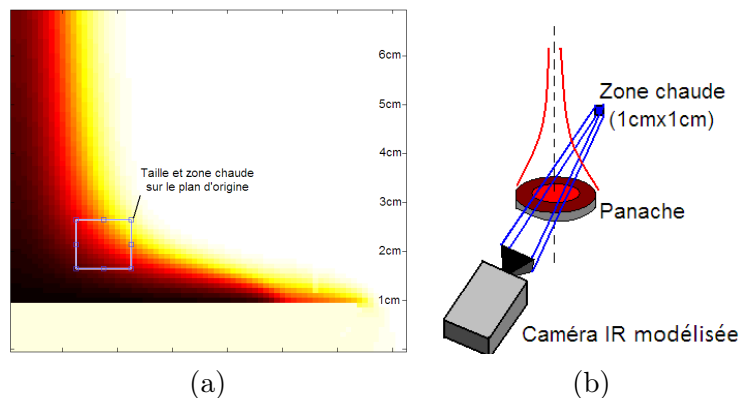 6cm
5cm
4cm
3cm
2cm
1cm
Taille et zone chaude
sur le plan d'origine
(a)
Zone chaude
(1cmx1cm)
Panache
Caméra IR modélisée
(b)